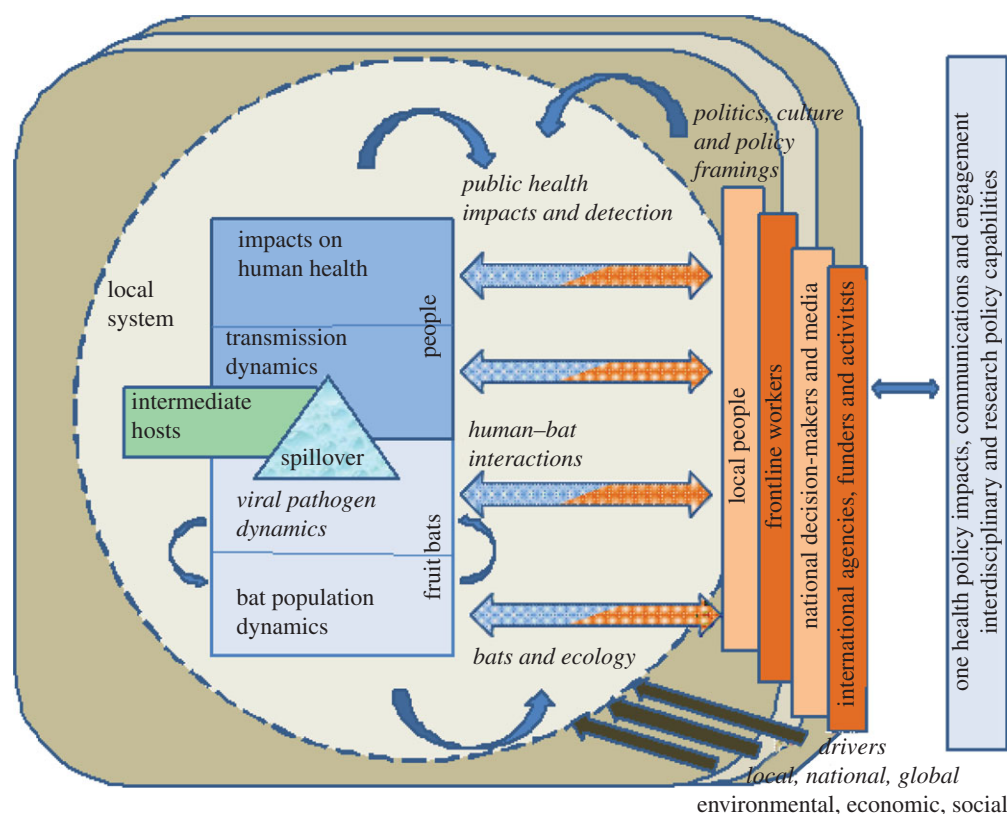 politics, culture
and policy
framings
public health
impacts and detection
impacts on
human health
people
local
system
transmission
dynamics
intermediate
hosts
spillover
human–bat
interactions
viral pathogen
dynamics
fruit bats
bat population
dynamics
bats and ecology
local people
frontline workers
national decision-makers and media
international agencies, funders and activitsts
one health policy impacts, communications and engagement
interdisciplinary and research policy capabilities
drivers
local, national, global
environmental, economic, social